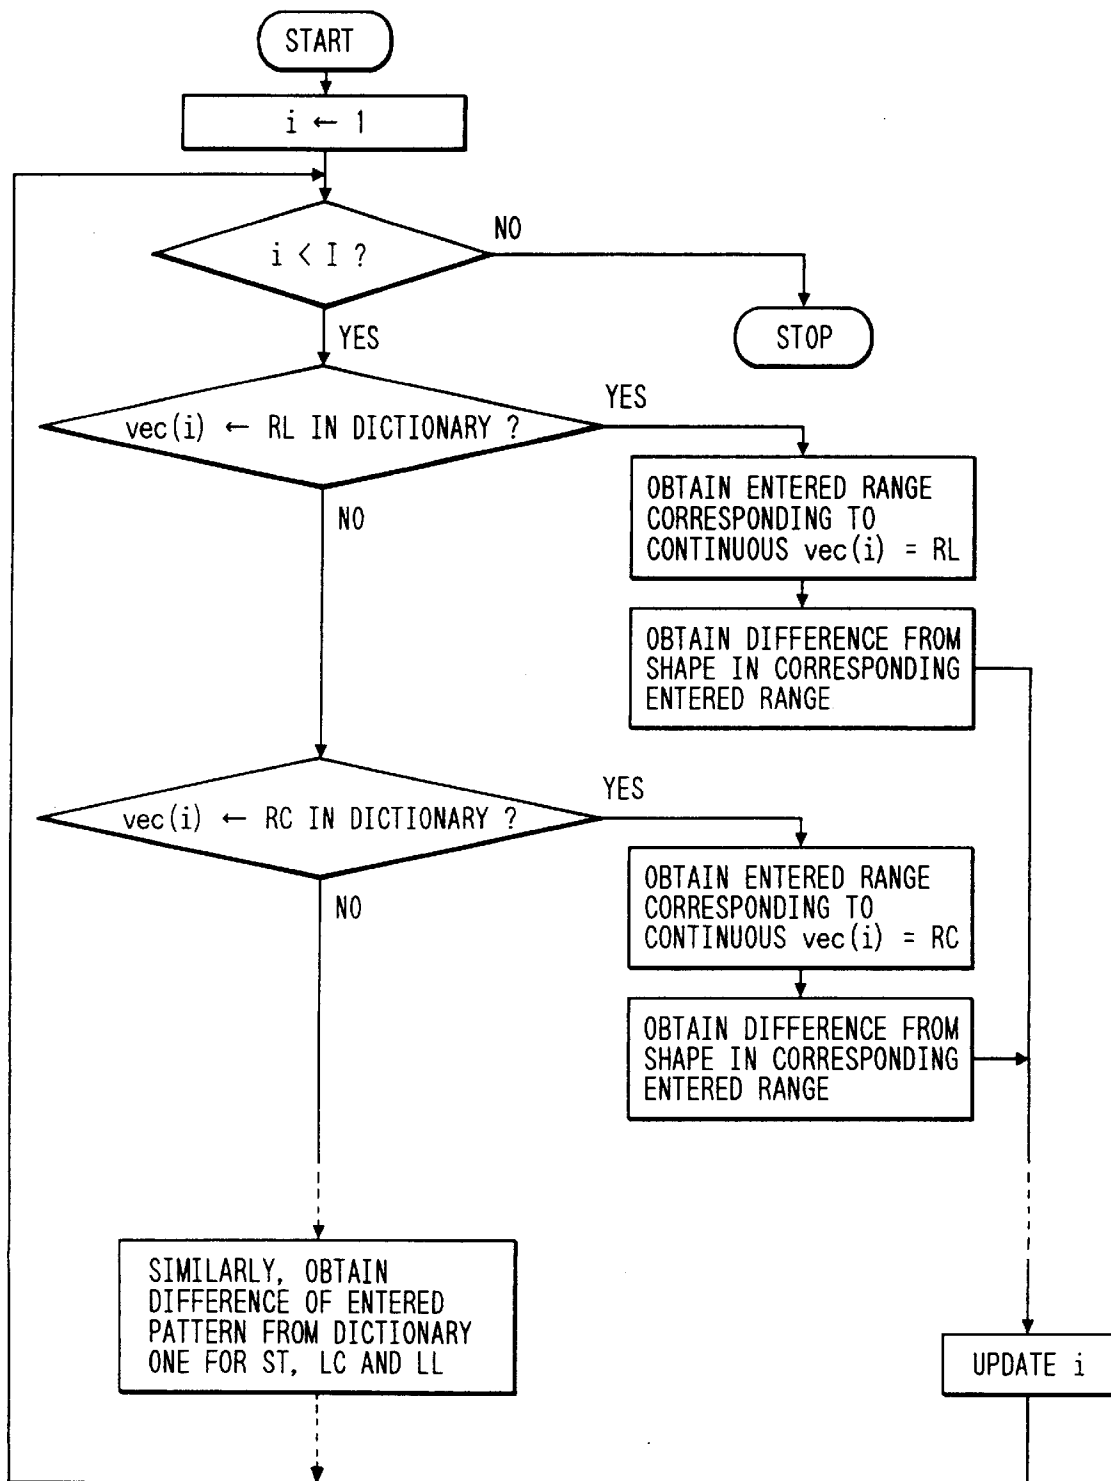 START
i ← 1
i < I ?
NO
STOP
YES
vec(i) ← RL IN DICTIONARY ?
YES
NO
OBTAIN ENTERED RANGE
CORRESPONDING TO
CONTINUOUS vec(i) = RL
OBTAIN DIFFERENCE FROM
SHAPE IN CORRESPONDING
ENTERED RANGE
vec(i) ← RC IN DICTIONARY ?
YES
NO
OBTAIN ENTERED RANGE
CORRESPONDING TO
CONTINUOUS vec(i) = RC
OBTAIN DIFFERENCE FROM
SHAPE IN CORRESPONDING
ENTERED RANGE
SIMILARLY, OBTAIN
DIFFERENCE OF ENTERED
PATTERN FROM DICTIONARY
ONE FOR ST, LC AND LL
UPDATE i